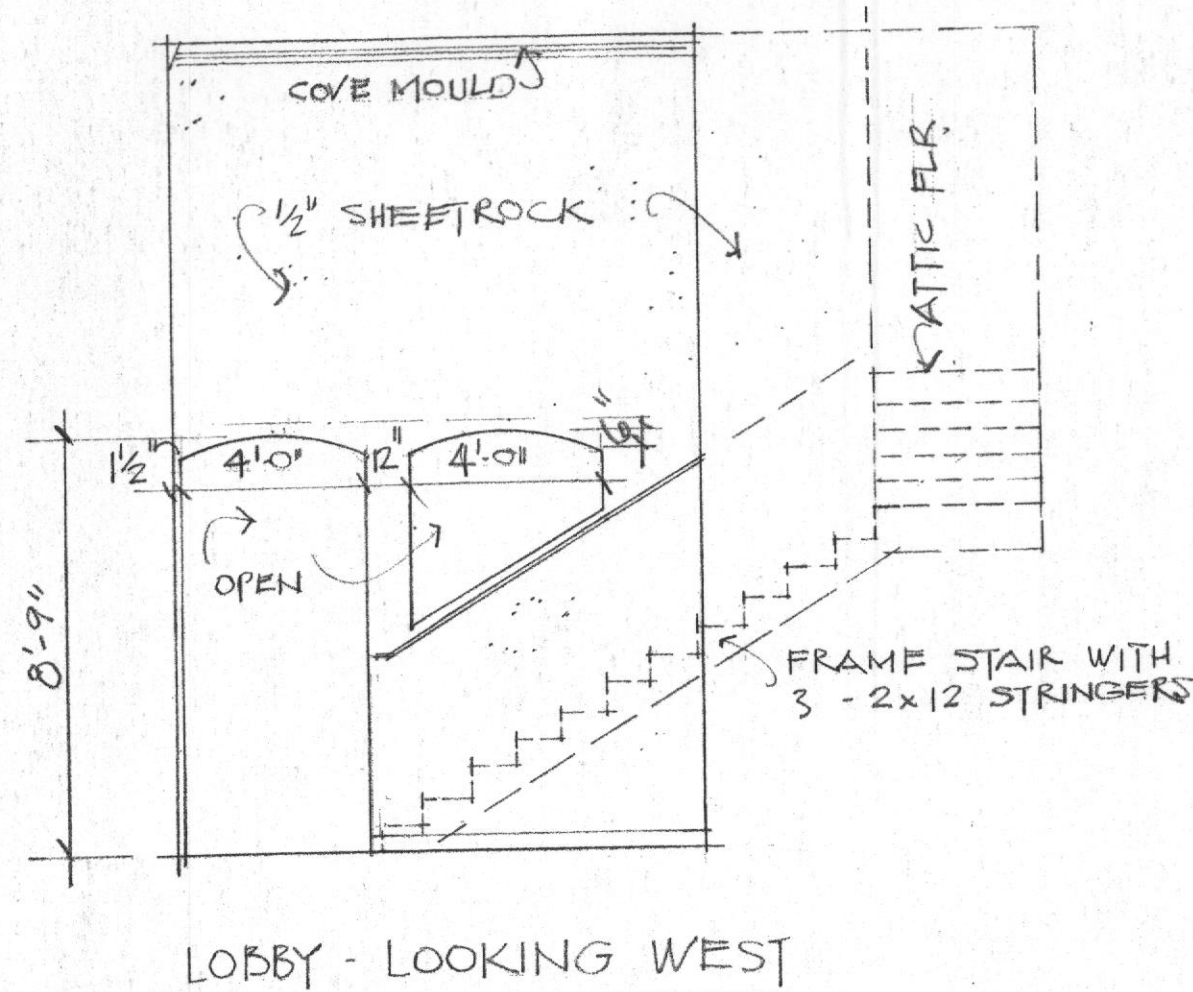 COVE MOULD
1/2" SHEETROCK
ATTIC FLR.
6"
1 1/2"
4'-0"
12"
4'-0"
OPEN
8'-9"
FRAME STAIR WITH
3 - 2x12 STRINGERS
LOBBY - LOOKING WEST